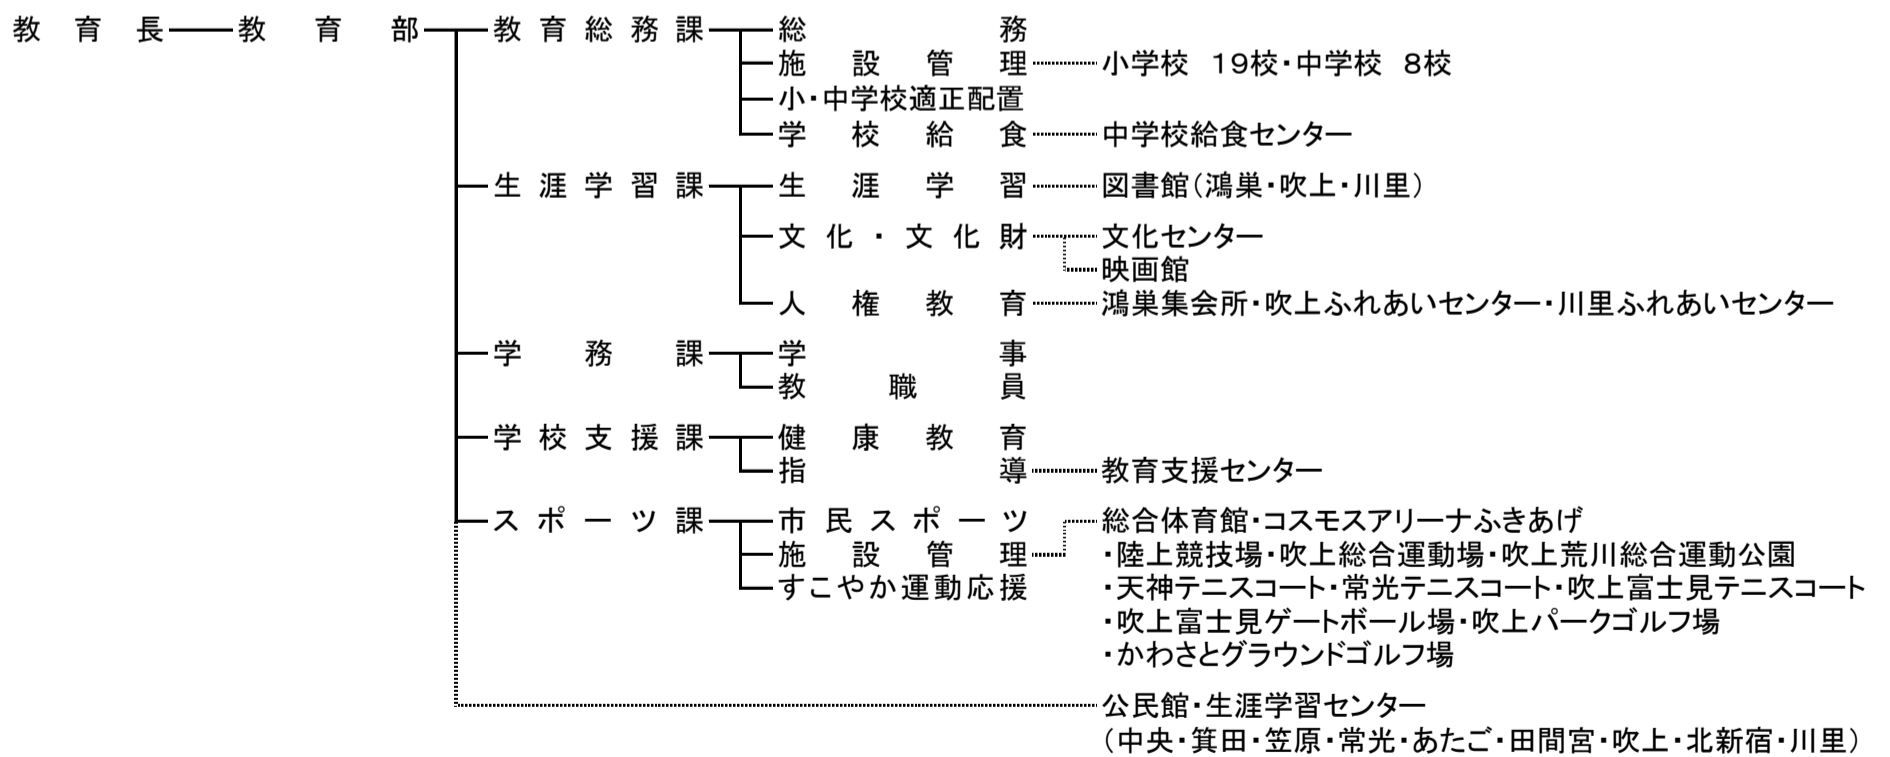 教育長 教育部 教育総務課 総務
施設管理 小学校 19校・中学校 8校
小・中学校適正配置
学校給食 中学校給食センター
生涯学習課 生涯学習 図書館(鴻巣・吹上・川里)
文化・文化財 文化センター
映画館
人権教育 鴻巣集会所・吹上ふれあいセンター・川里ふれあいセンター
学務課 学事
教職員
学校支援課 健康教育
指導 教育支援センター
スポーツ課 市民スポーツ 総合体育館・コスモスアリーナふきあげ
施設管理 ・陸上競技場・吹上総合運動場・吹上荒川総合運動公園
すこやか運動応援 ・天神テニスコート・常光テニスコート・吹上富士見テニスコート
・吹上富士見ゲートボール場・吹上パークゴルフ場
・かわさとグラウンドゴルフ場
公民館・生涯学習センター
(中央・箕田・笠原・常光・あたご・田間宮・吹上・北新宿・川里)